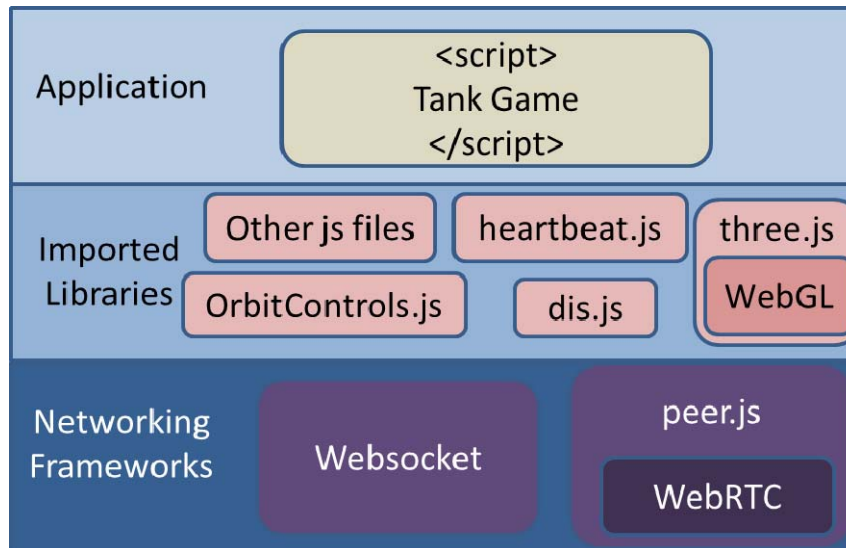 Application
<script>
Tank Game
</script>
Imported
Libraries
Other js files
heartbeat.js
three.js
OrbitControls.js
dis.js
WebGL
Networking
Frameworks
Websocket
peer.js
WebRTC